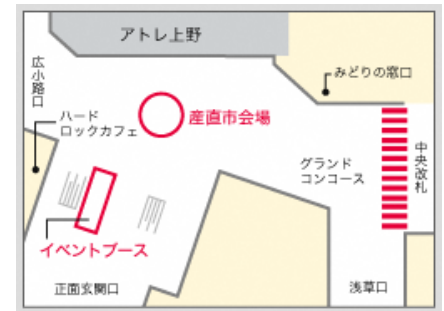 アトレ上野
広小路口
みどりの窓口
ハード
ロックカフェ
産直市会場
中央改札
グランド
コンコース
イベントブース
正面玄関口
浅草口